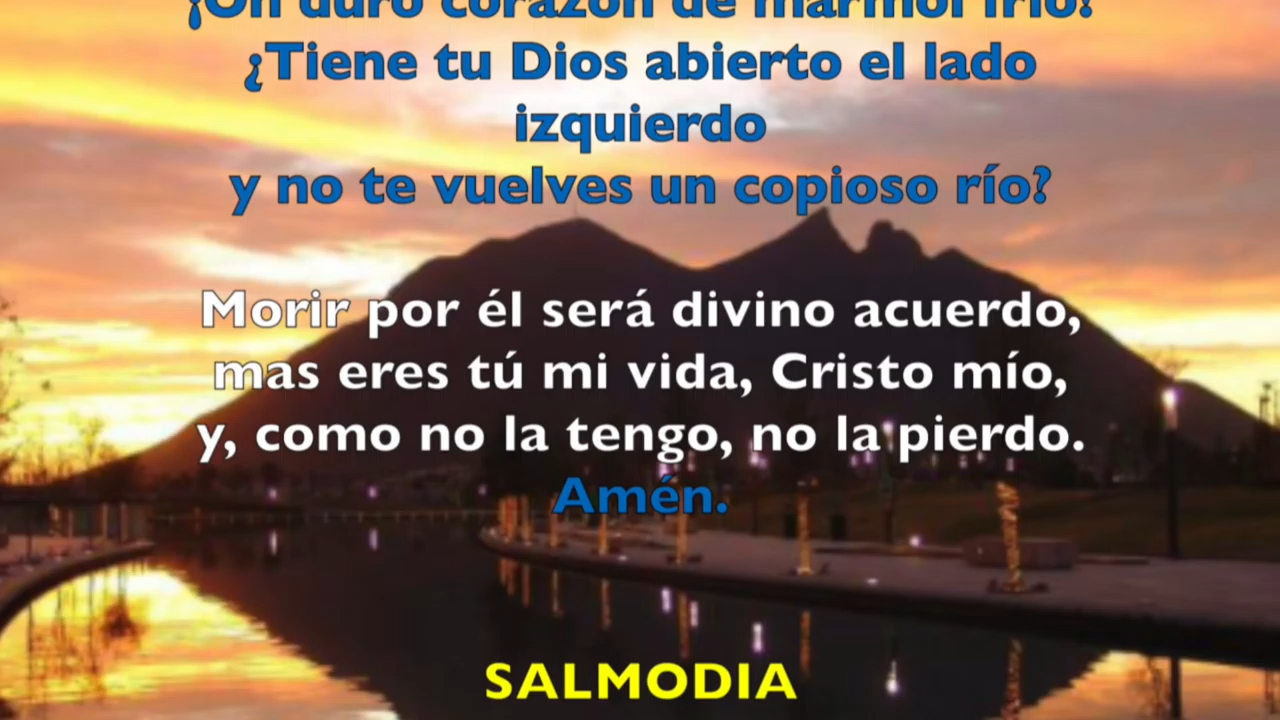 ¡Oh duro corazón de mármol frío!
¿Tiene tu Dios abierto el lado
izquierdo
y no te vuelves un copioso río?
Morir por él será divino acuerdo,
mas eres tú mi vida, Cristo mío,
y, como no la tengo, no la pierdo.
Amén.
SALMODIA